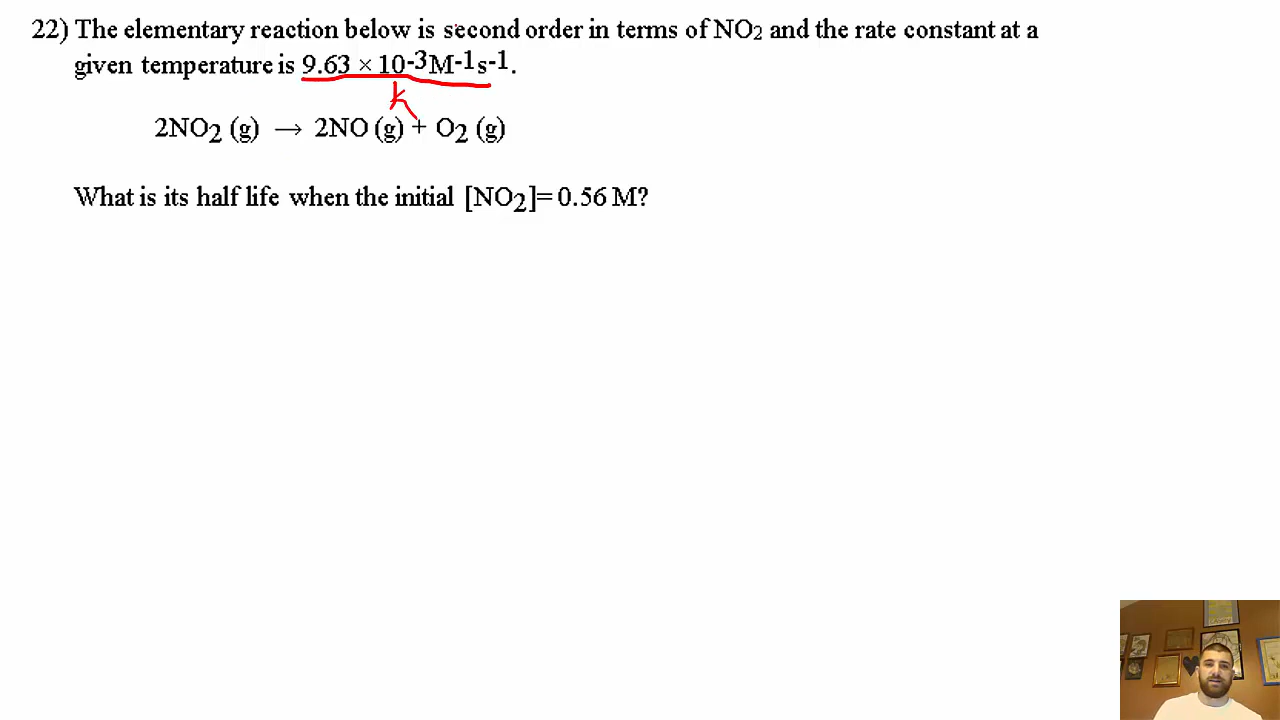 22) The elementary reaction below is second order in terms of NO₂ and the rate constant at a
given temperature is 9.63 × 10⁻³M⁻¹s⁻¹.
k
2NO₂ (g) → 2NO (g) + O₂ (g)
What is its half life when the initial [NO₂]= 0.56 M?